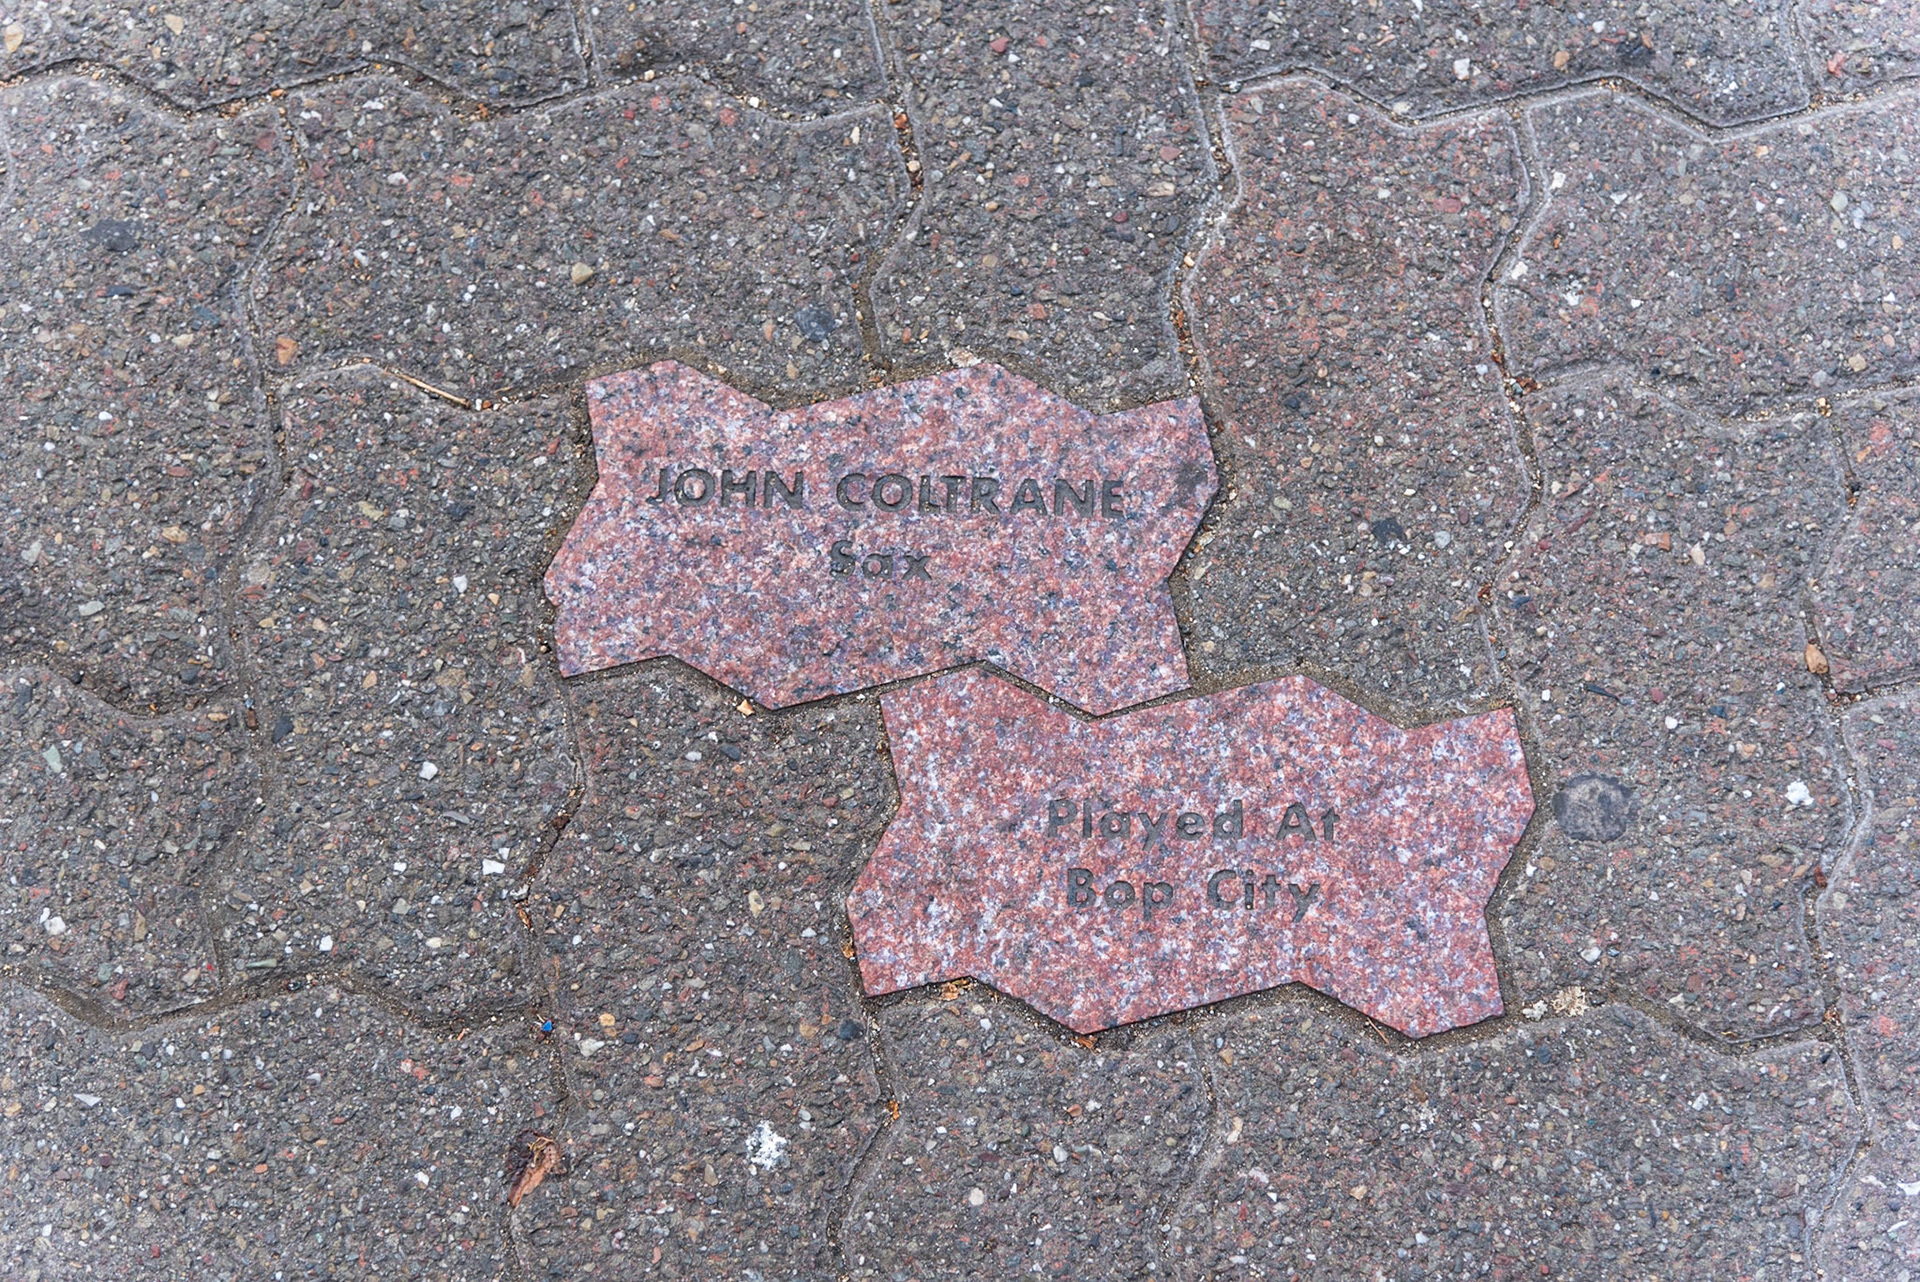 JOHN COLTRANE
Sax
Played At
Bop City